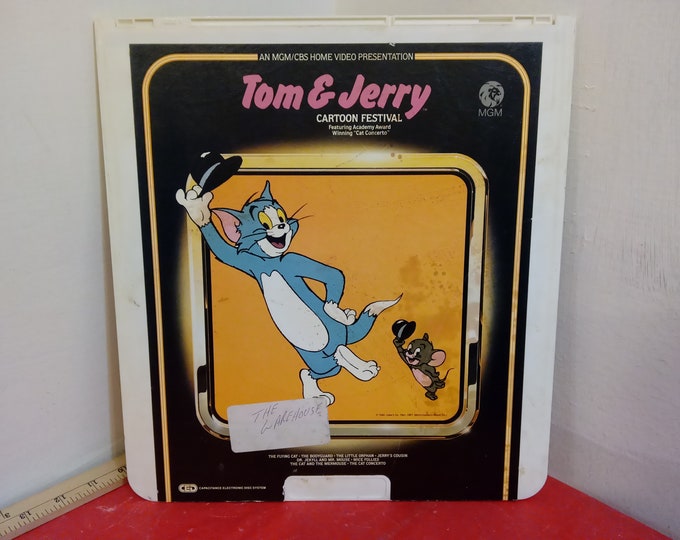 AN MGM/CBS HOME VIDEO PRESENTATION
Tom & Jerry™
CARTOON FESTIVAL
Featuring Academy Award
Winning "Cat Concerto"
MGM
THE
WAREHOUSE
THE FLYING CAT · THE BODYGUARD · THE LITTLE ORPHAN · JERRY'S COUSIN
DR. JEKYLL AND MR. MOUSE · MICE FOLLIES
THE CAT AND THE MERMOUSE · THE CAT CONCERTO
CED
CAPACITANCE ELECTRONIC DISC SYSTEM